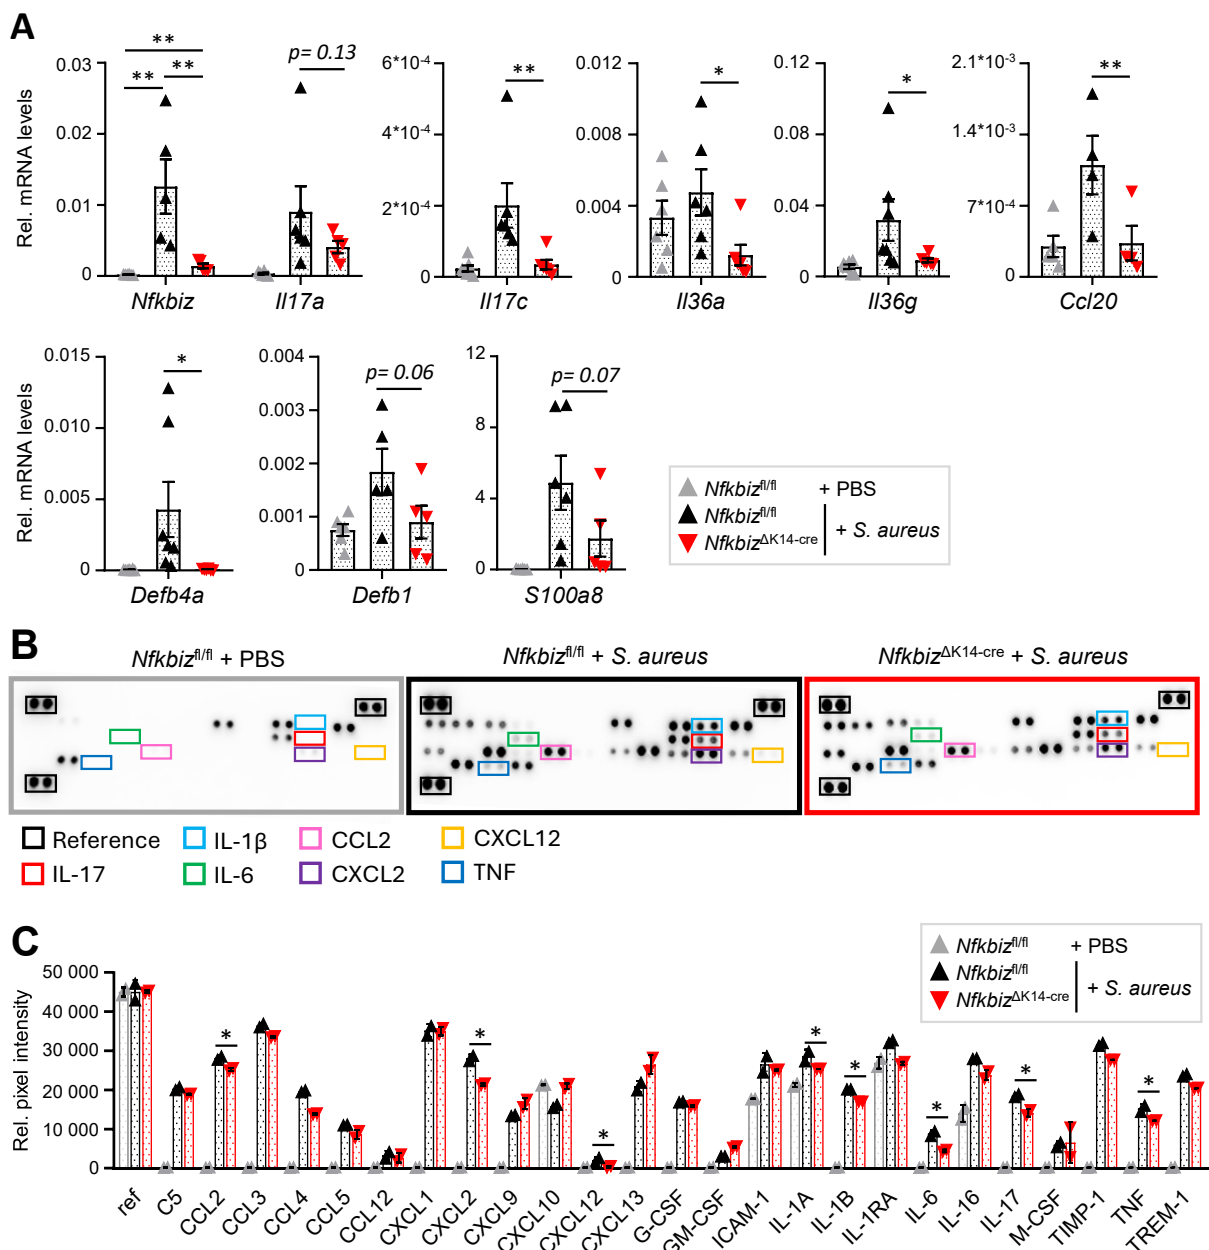 A
Rel. mRNA levels
0.03
0.02
0.01
0
**
**
**
p= 0.13
Nfkbiz
Il17a
6*10-4
4*10-4
2*10-4
0
**
Il17c
0.012
0.008
0.004
0
*
Il36a
0.12
0.08
0.04
0
*
Il36g
2.1*10-3
1.4*10-3
7*10-4
0
**
Ccl20
Rel. mRNA levels
0.015
0.010
0.005
0
*
Defb4a
0.004
0.003
0.002
0.001
0
p= 0.06
Defb1
12
8
4
0
p= 0.07
S100a8
Nfkbizfl/fl + PBS
Nfkbizfl/fl
NfkbizΔK14-cre
+ S. aureus
B
Nfkbizfl/fl + PBS
Nfkbizfl/fl + S. aureus
NfkbizΔK14-cre + S. aureus
Reference
IL-1β
CCL2
CXCL12
IL-17
IL-6
CXCL2
TNF
C
Nfkbizfl/fl + PBS
Nfkbizfl/fl
NfkbizΔK14-cre
+ S. aureus
Rel. pixel intensity
50 000
40 000
30 000
20 000
10 000
0
*
*
*
*
*
*
*
*
ref
C5
CCL2
CCL3
CCL4
CCL5
CCL12
CXCL1
CXCL2
CXCL9
CXCL10
CXCL12
CXCL13
G-CSF
GM-CSF
ICAM-1
IL-1A
IL-1B
IL-1RA
IL-6
IL-16
IL-17
M-CSF
TIMP-1
TNF
TREM-1